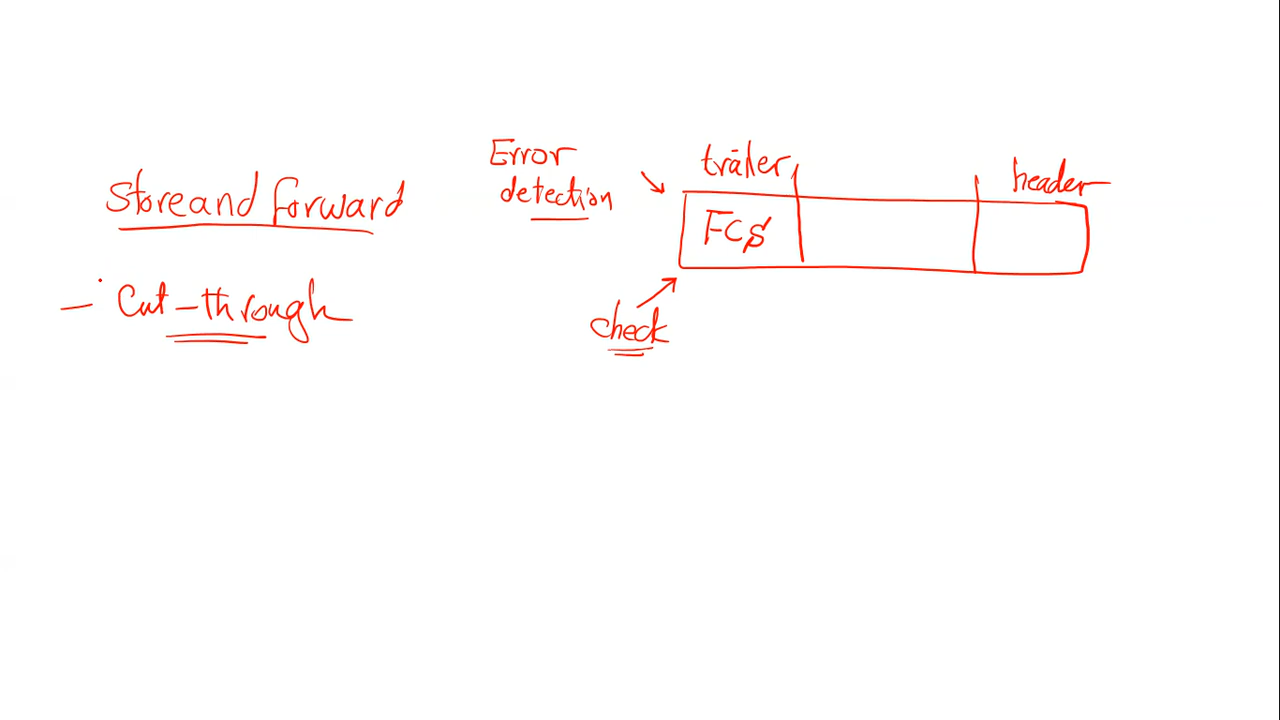 Store and forward
- Cut-through
Error
detection
trailer
header
FCS
check